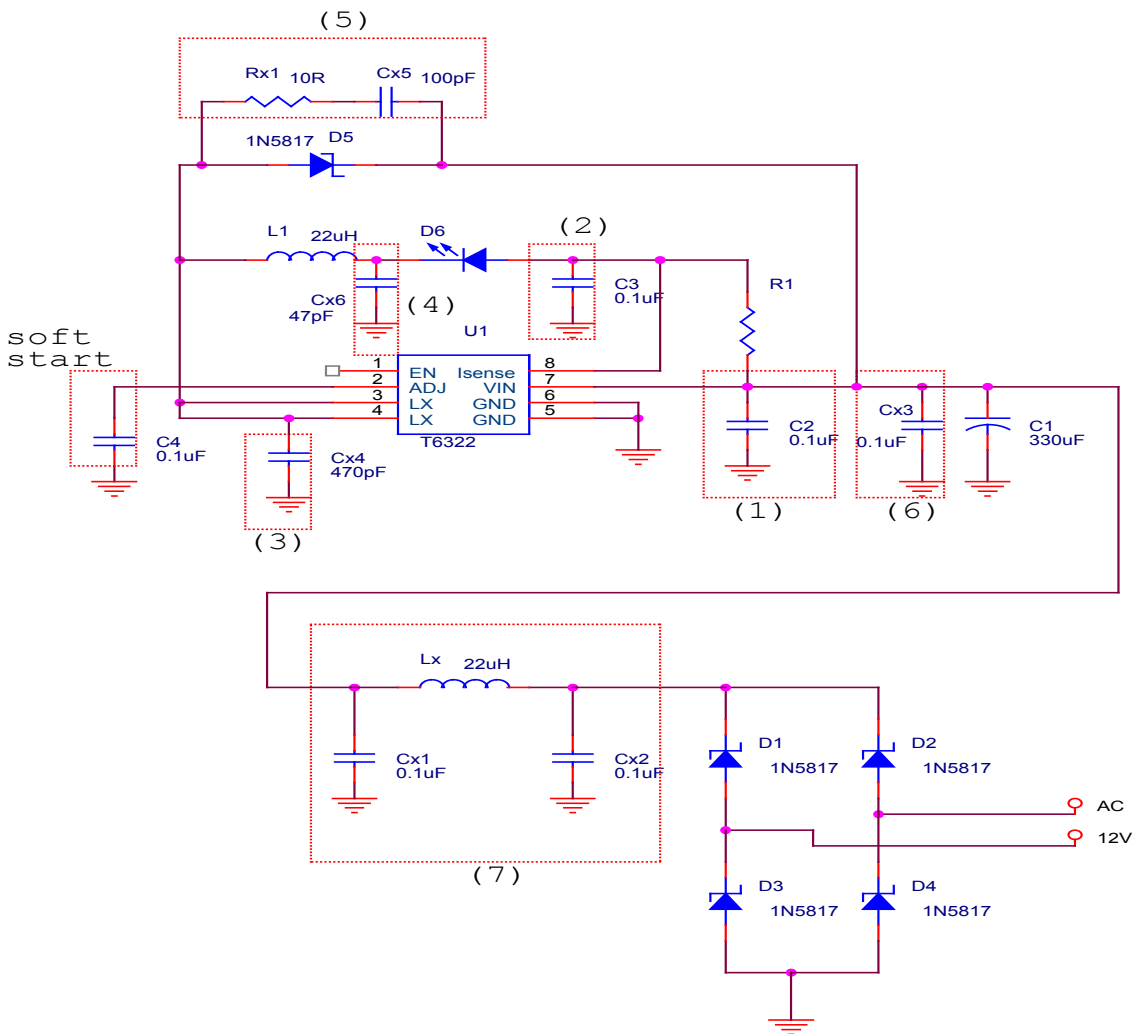 (5)
Rx1 10R Cx5 100pF
1N5817 D5
L1 22uH D6 (2)
C3
0.1uF
R1
Cx6
47pF
(4)
U1
soft
start
1 EN Isense 8
2 ADJ VIN 7
3 LX GND 6
4 LX GND 5
T6322
C4
0.1uF
Cx4
470pF
(3)
C2
0.1uF
(1)
Cx3
0.1uF
(6)
C1
330uF
Lx 22uH
Cx1
0.1uF
Cx2
0.1uF
(7)
D1
1N5817
D2
1N5817
AC
12V
D3
1N5817
D4
1N5817